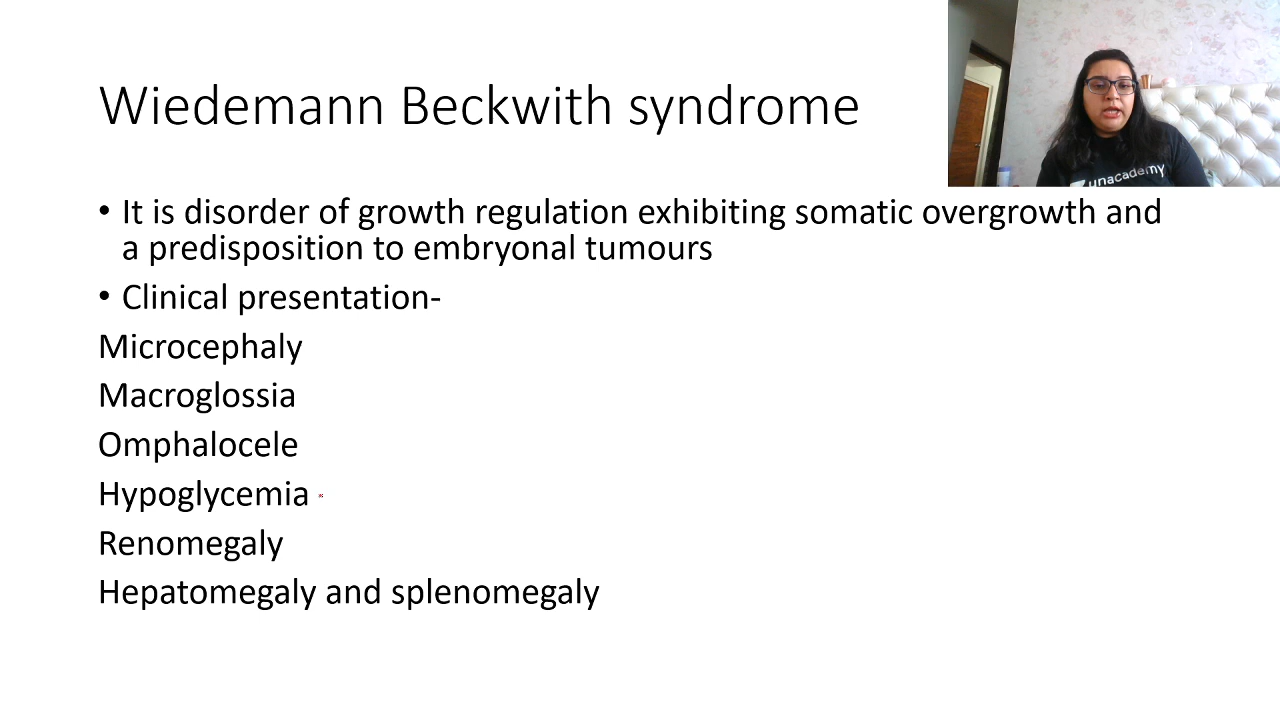 Wiedemann Beckwith syndrome
• It is disorder of growth regulation exhibiting somatic overgrowth and
a predisposition to embryonal tumours
• Clinical presentation-
Microcephaly
Macroglossia
Omphalocele
Hypoglycemia
Renomegaly
Hepatomegaly and splenomegaly
unacademy